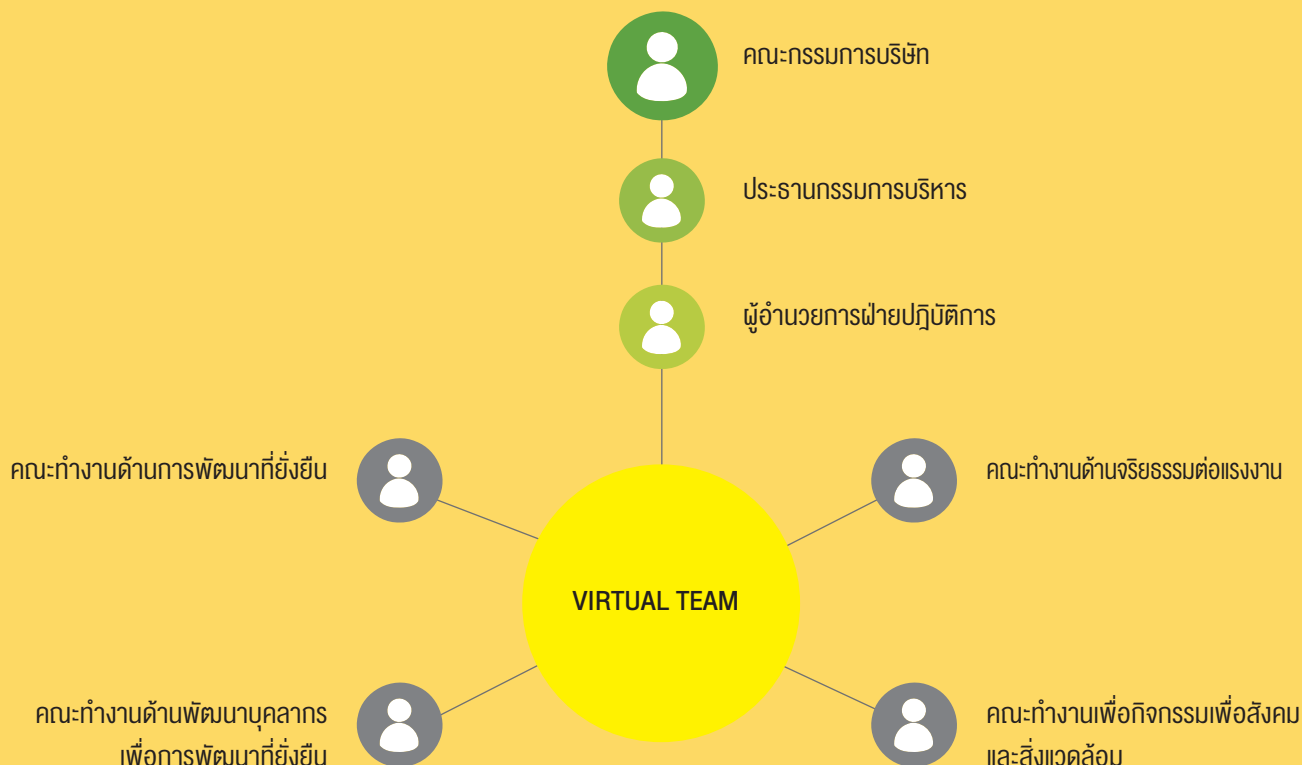 คณะกรรมการบริษัท
ประธานกรรมการบริหาร
ผู้อำนวยการฝ่ายปฎิบัติการ
คณะทำงานด้านการพัฒนาที่ยั่งยืน
คณะทำงานด้านจริยธรรมต่อแรงงาน
VIRTUAL TEAM
คณะทำงานด้านพัฒนาบุคลากร
เพื่อการพัฒนาที่ยั่งยืน
คณะทำงานเพื่อกิจกรรมเพื่อสังคม
และสิ่งแวดล้อม